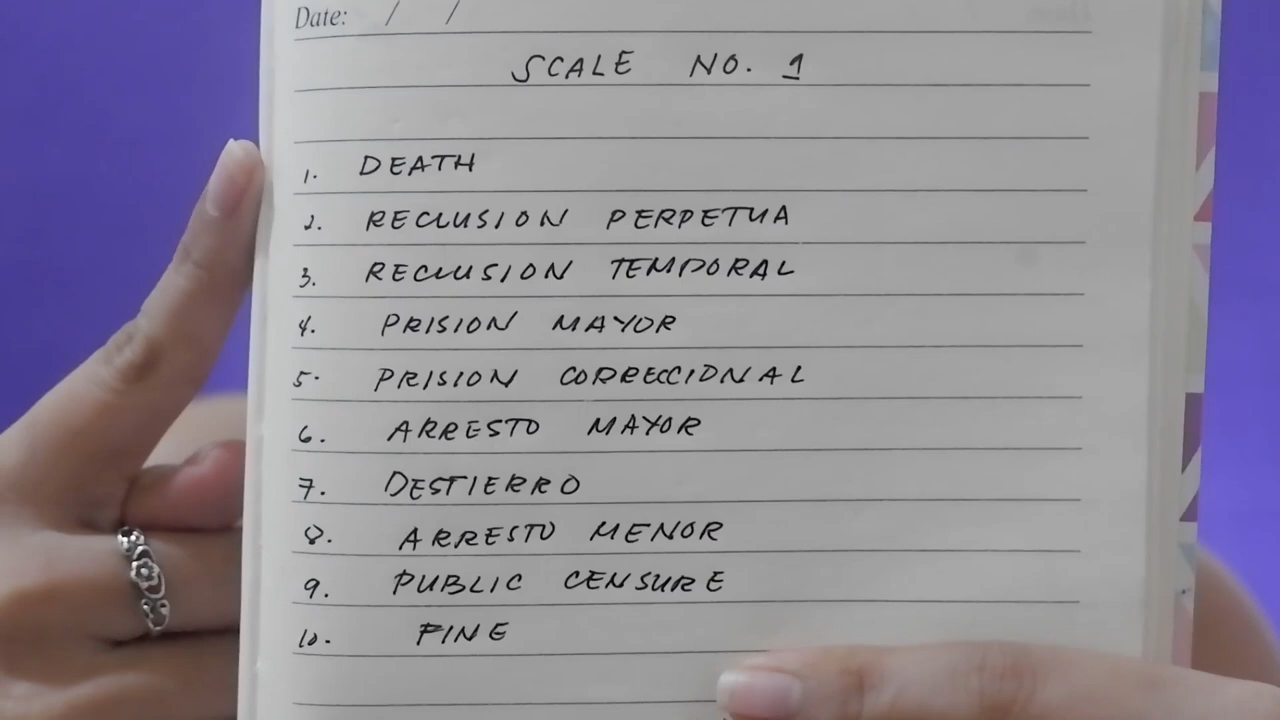 Date: / /
SCALE NO. 1
1. DEATH
2. RECLUSION PERPETUA
3. RECLUSION TEMPORAL
4. PRISION MAYOR
5. PRISION CORRECCIONAL
6. ARRESTO MAYOR
7. DESTIERRO
8. ARRESTO MENOR
9. PUBLIC CENSURE
10. FINE